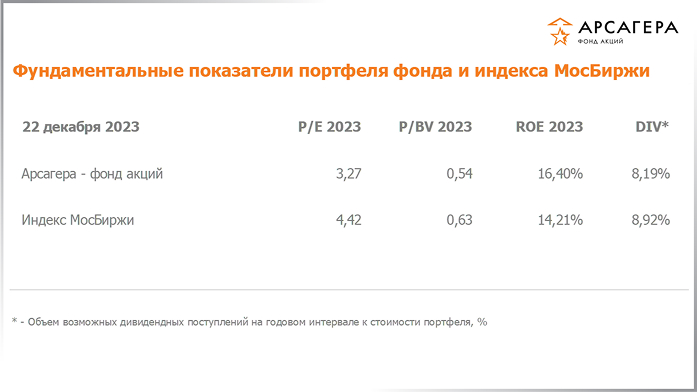 АРСАГЕРА
ФОНД АКЦИЙ
Фундаментальные показатели портфеля фонда и индекса МосБиржи
22 декабря 2023 P/E 2023 P/BV 2023 ROE 2023 DIV*
Арсагера - фонд акций 3,27 0,54 16,40% 8,19%
Индекс МосБиржи 4,42 0,63 14,21% 8,92%
* - Объем возможных дивидендных поступлений на годовом интервале к стоимости портфеля, %